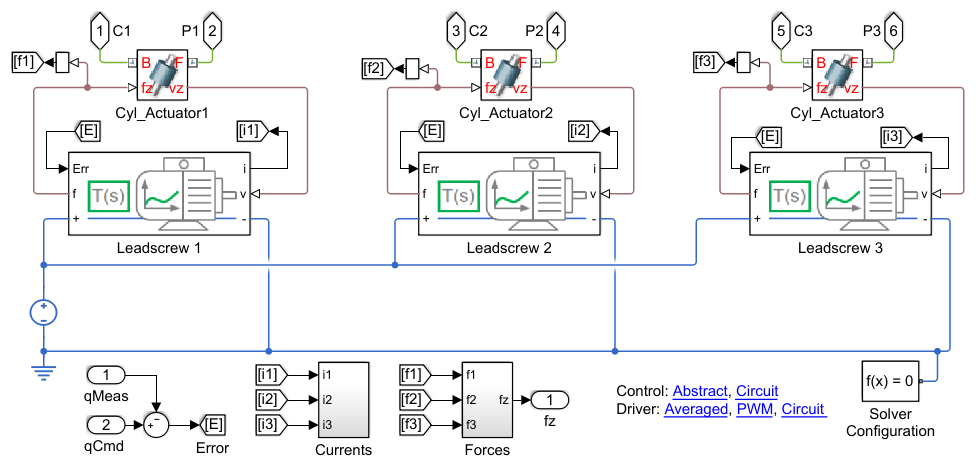 1 C1 P1 2
3 C2 P2 4
5 C3 P3 6
[f1] B F
fz vz
Cyl_Actuator1
[f2] B F
fz vz
Cyl_Actuator2
[f3] B F
fz vz
Cyl_Actuator3
[E] [i1]
[E] [i2]
[E] [i3]
Err i
f T(s) v
+ -
Leadscrew 1
Err i
f T(s) v
+ -
Leadscrew 2
Err i
f T(s) v
+ -
Leadscrew 3
+
-
1
qMeas
2
qCmd
+ -
[E]
Error
[i1] i1
[i2] i2
[i3] i3
Currents
[f1] f1
[f2] f2 fz
[f3] f3
Forces
1
fz
Control: Abstract, Circuit
Driver: Averaged, PWM, Circuit
f(x) = 0
Solver
Configuration